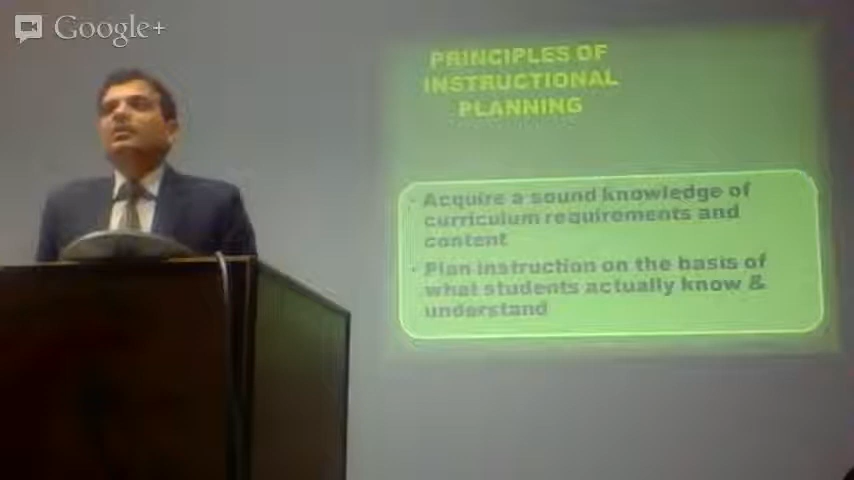 Google+
PRINCIPLES OF
INSTRUCTIONAL
PLANNING
Acquire a sound knowledge of
curriculum requirements and
content
Plan instruction on the basis of
what students actually know &
understand